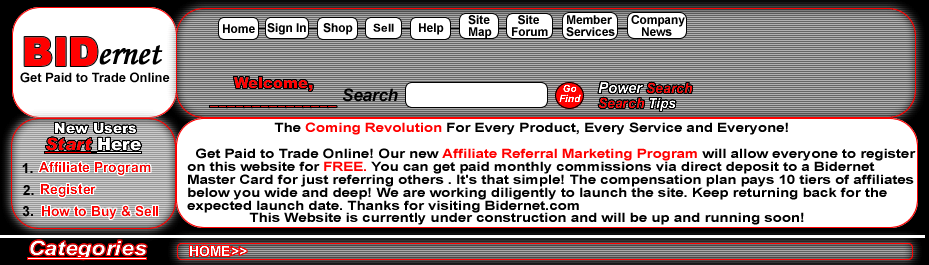 Home Sign In Shop Sell Help Site Map Site Forum Member Services Company News
BIDernet
Get Paid to Trade Online
Welcome,
Search Go Find Power Search
Search Tips
New Users
Start Here
1. Affiliate Program
2. Register
3. How to Buy & Sell
The Coming Revolution For Every Product, Every Service and Everyone!
Get Paid to Trade Online! Our new Affiliate Referral Marketing Program will allow everyone to register
on this website for FREE. You can get paid monthly commissions via direct deposit to a Bidernet
Master Card for just referring others . It's that simple! The compensation plan pays 10 tiers of affiliates
below you wide and deep! We are working diligently to launch the site. Keep returning back for the
expected launch date. Thanks for visiting Bidernet.com
This Website is currently under construction and will be up and running soon!
Categories
HOME>>